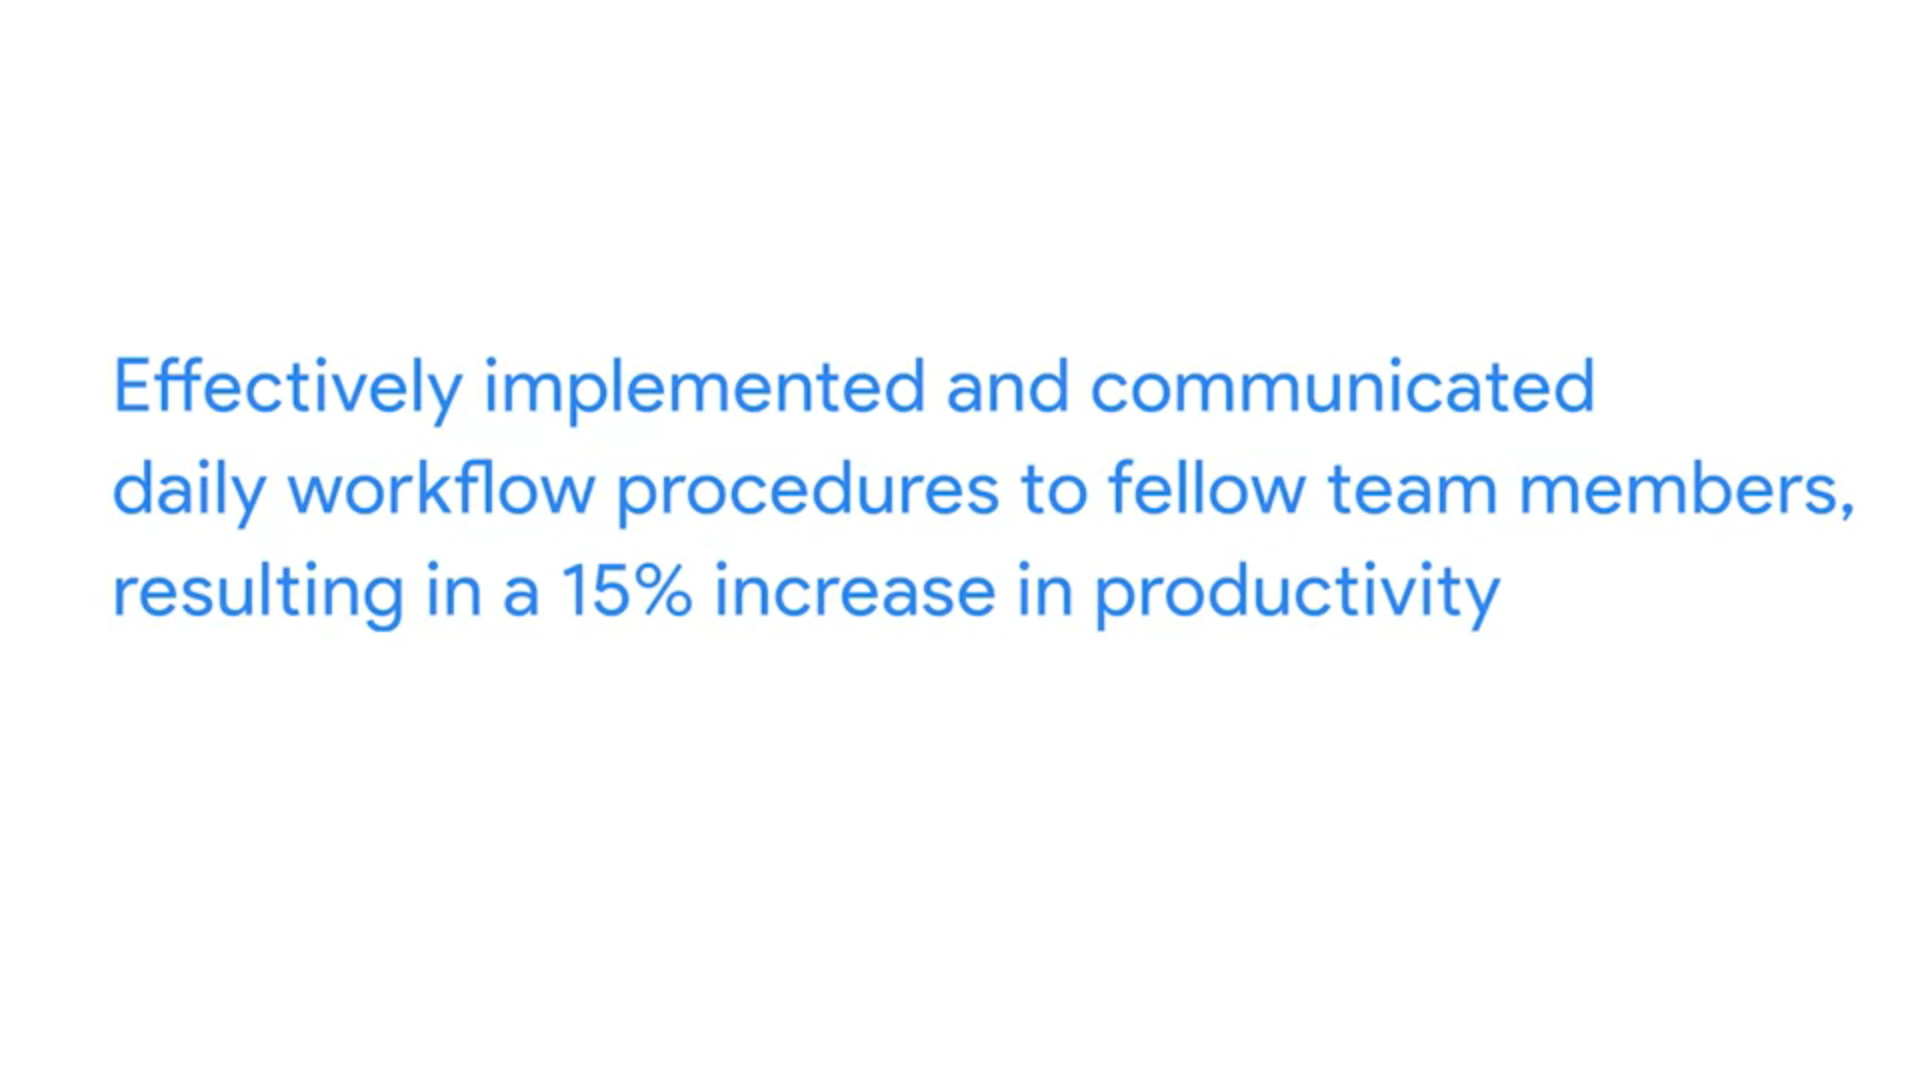 Effectively implemented and communicated
daily workflow procedures to fellow team members,
resulting in a 15% increase in productivity